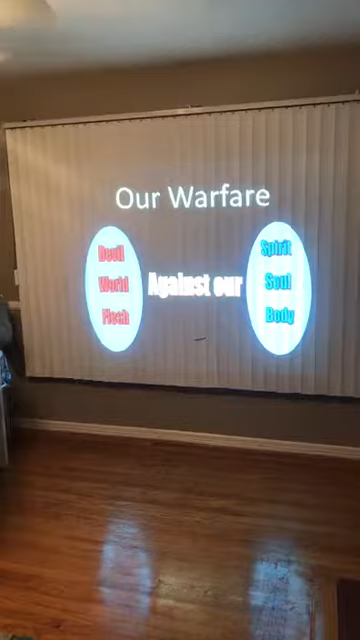 Our Warfare
Devil
World
Flesh
Against our
Spirit
Soul
Body